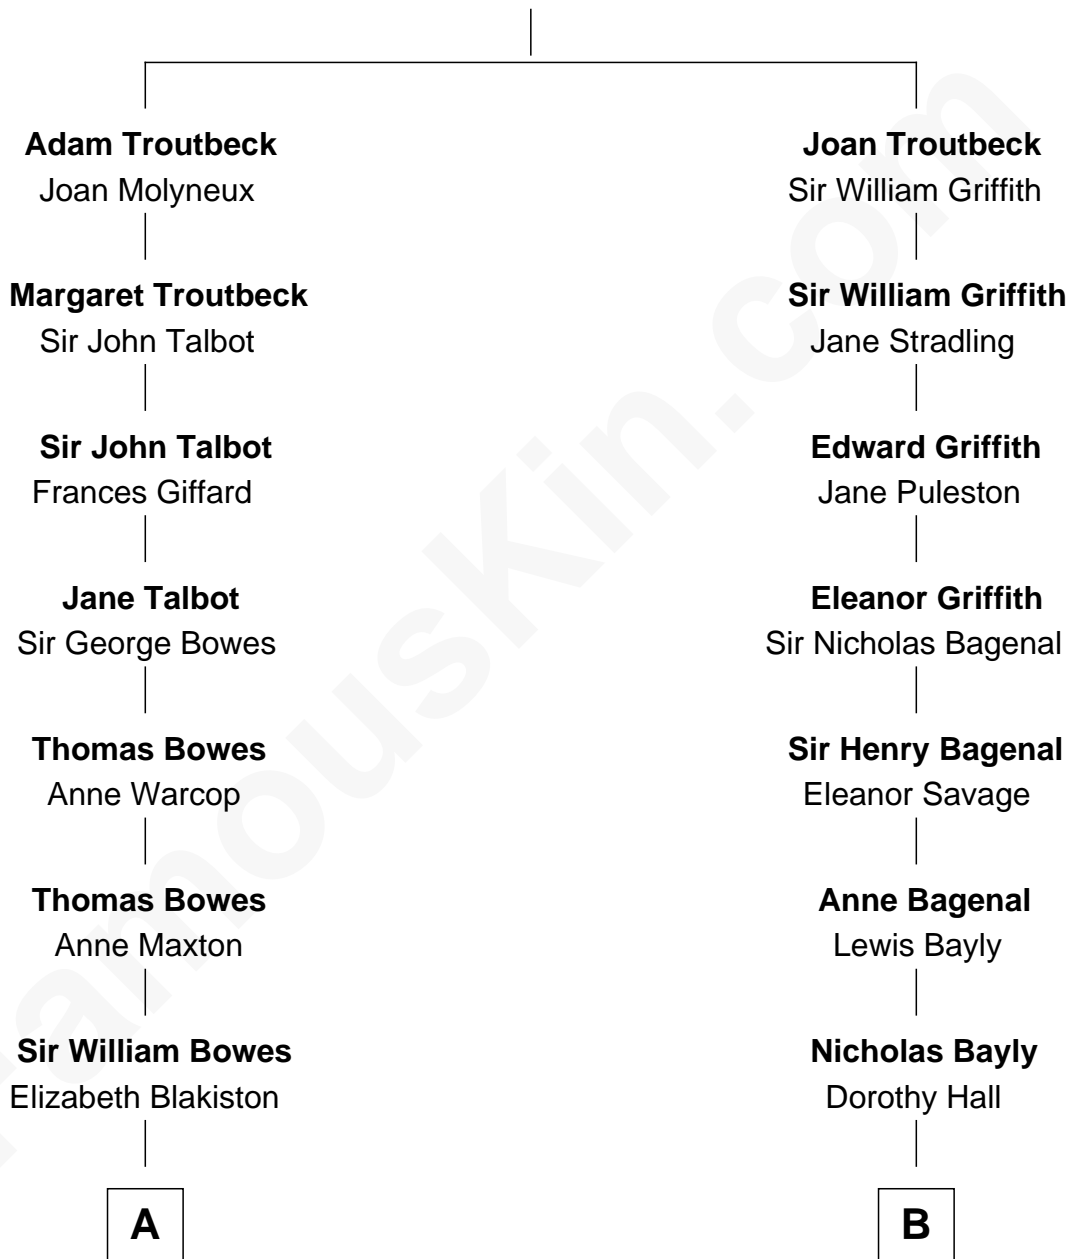 Adam Troutbeck
Joan Molyneux
Margaret Troutbeck
Sir John Talbot
Sir John Talbot
Frances Giffard
Jane Talbot
Sir George Bowes
Thomas Bowes
Anne Warcop
Thomas Bowes
Anne Maxton
Sir William Bowes
Elizabeth Blakiston
A
Joan Troutbeck
Sir William Griffith
Sir William Griffith
Jane Stradling
Edward Griffith
Jane Puleston
Eleanor Griffith
Sir Nicholas Bagenal
Sir Henry Bagenal
Eleanor Savage
Anne Bagenal
Lewis Bayly
Nicholas Bayly
Dorothy Hall
B
FamousKin.com